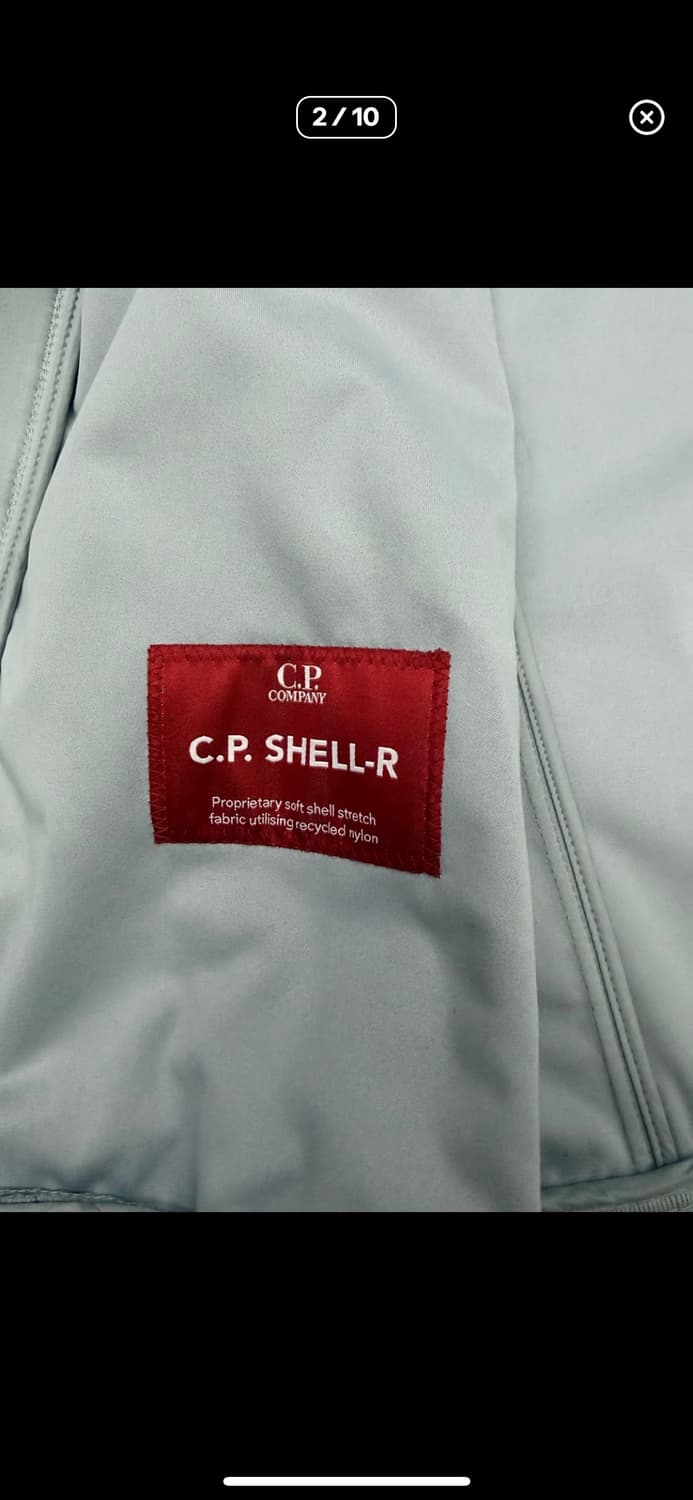 2 / 10
C.P.
COMPANY
C.P. SHELL-R
Proprietary soft shell stretch
fabric utilising recycled nylon